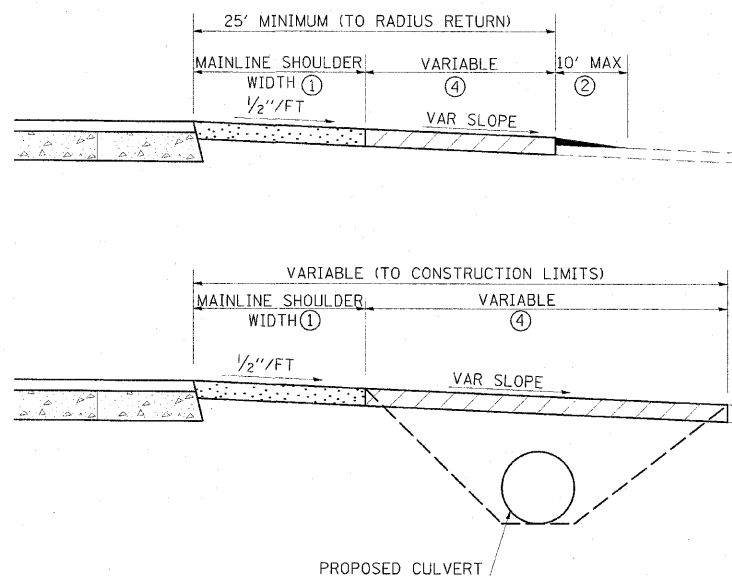 25' MINIMUM (TO RADIUS RETURN)
MAINLINE SHOULDER
WIDTH ①
VARIABLE
④
10' MAX
②
1/2"/FT
VAR SLOPE
VARIABLE (TO CONSTRUCTION LIMITS)
MAINLINE SHOULDER
WIDTH ①
VARIABLE
④
1/2"/FT
VAR SLOPE
PROPOSED CULVERT